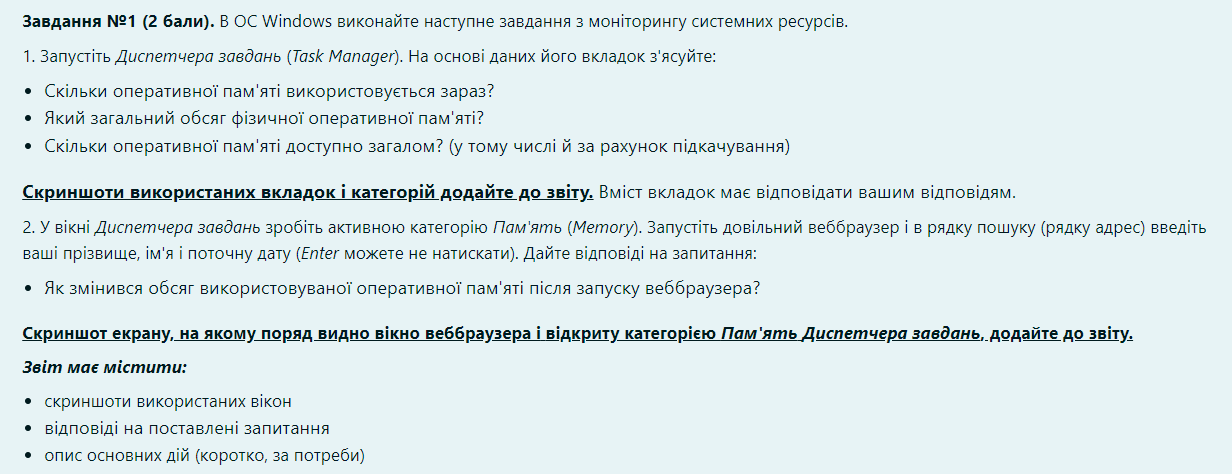 Завдання №1 (2 бали). В ОС Windows виконайте наступне завдання з моніторингу системних ресурсів.
1. Запустіть Диспетчера завдань (Task Manager). На основі даних його вкладок з'ясуйте:
• Скільки оперативної пам'яті використовується зараз?
• Який загальний обсяг фізичної оперативної пам'яті?
• Скільки оперативної пам'яті доступно загалом? (у тому числі й за рахунок підкачування)
Скриншоти використаних вкладок і категорій додайте до звіту. Вміст вкладок має відповідати вашим відповідям.
2. У вікні Диспетчера завдань зробіть активною категорію Пам'ять (Memory). Запустіть довільний веббраузер і в рядку пошуку (рядку адрес) введіть
ваші прізвище, ім'я і поточну дату (Enter можете не натискати). Дайте відповіді на запитання:
• Як змінився обсяг використовуваної оперативної пам'яті після запуску веббраузера?
Скриншот екрану, на якому поряд видно вікно веббраузера і відкриту категорією Пам'ять Диспетчера завдань, додайте до звіту.
Звіт має містити:
• скриншоти використаних вікон
• відповіді на поставлені запитання
• опис основних дій (коротко, за потреби)